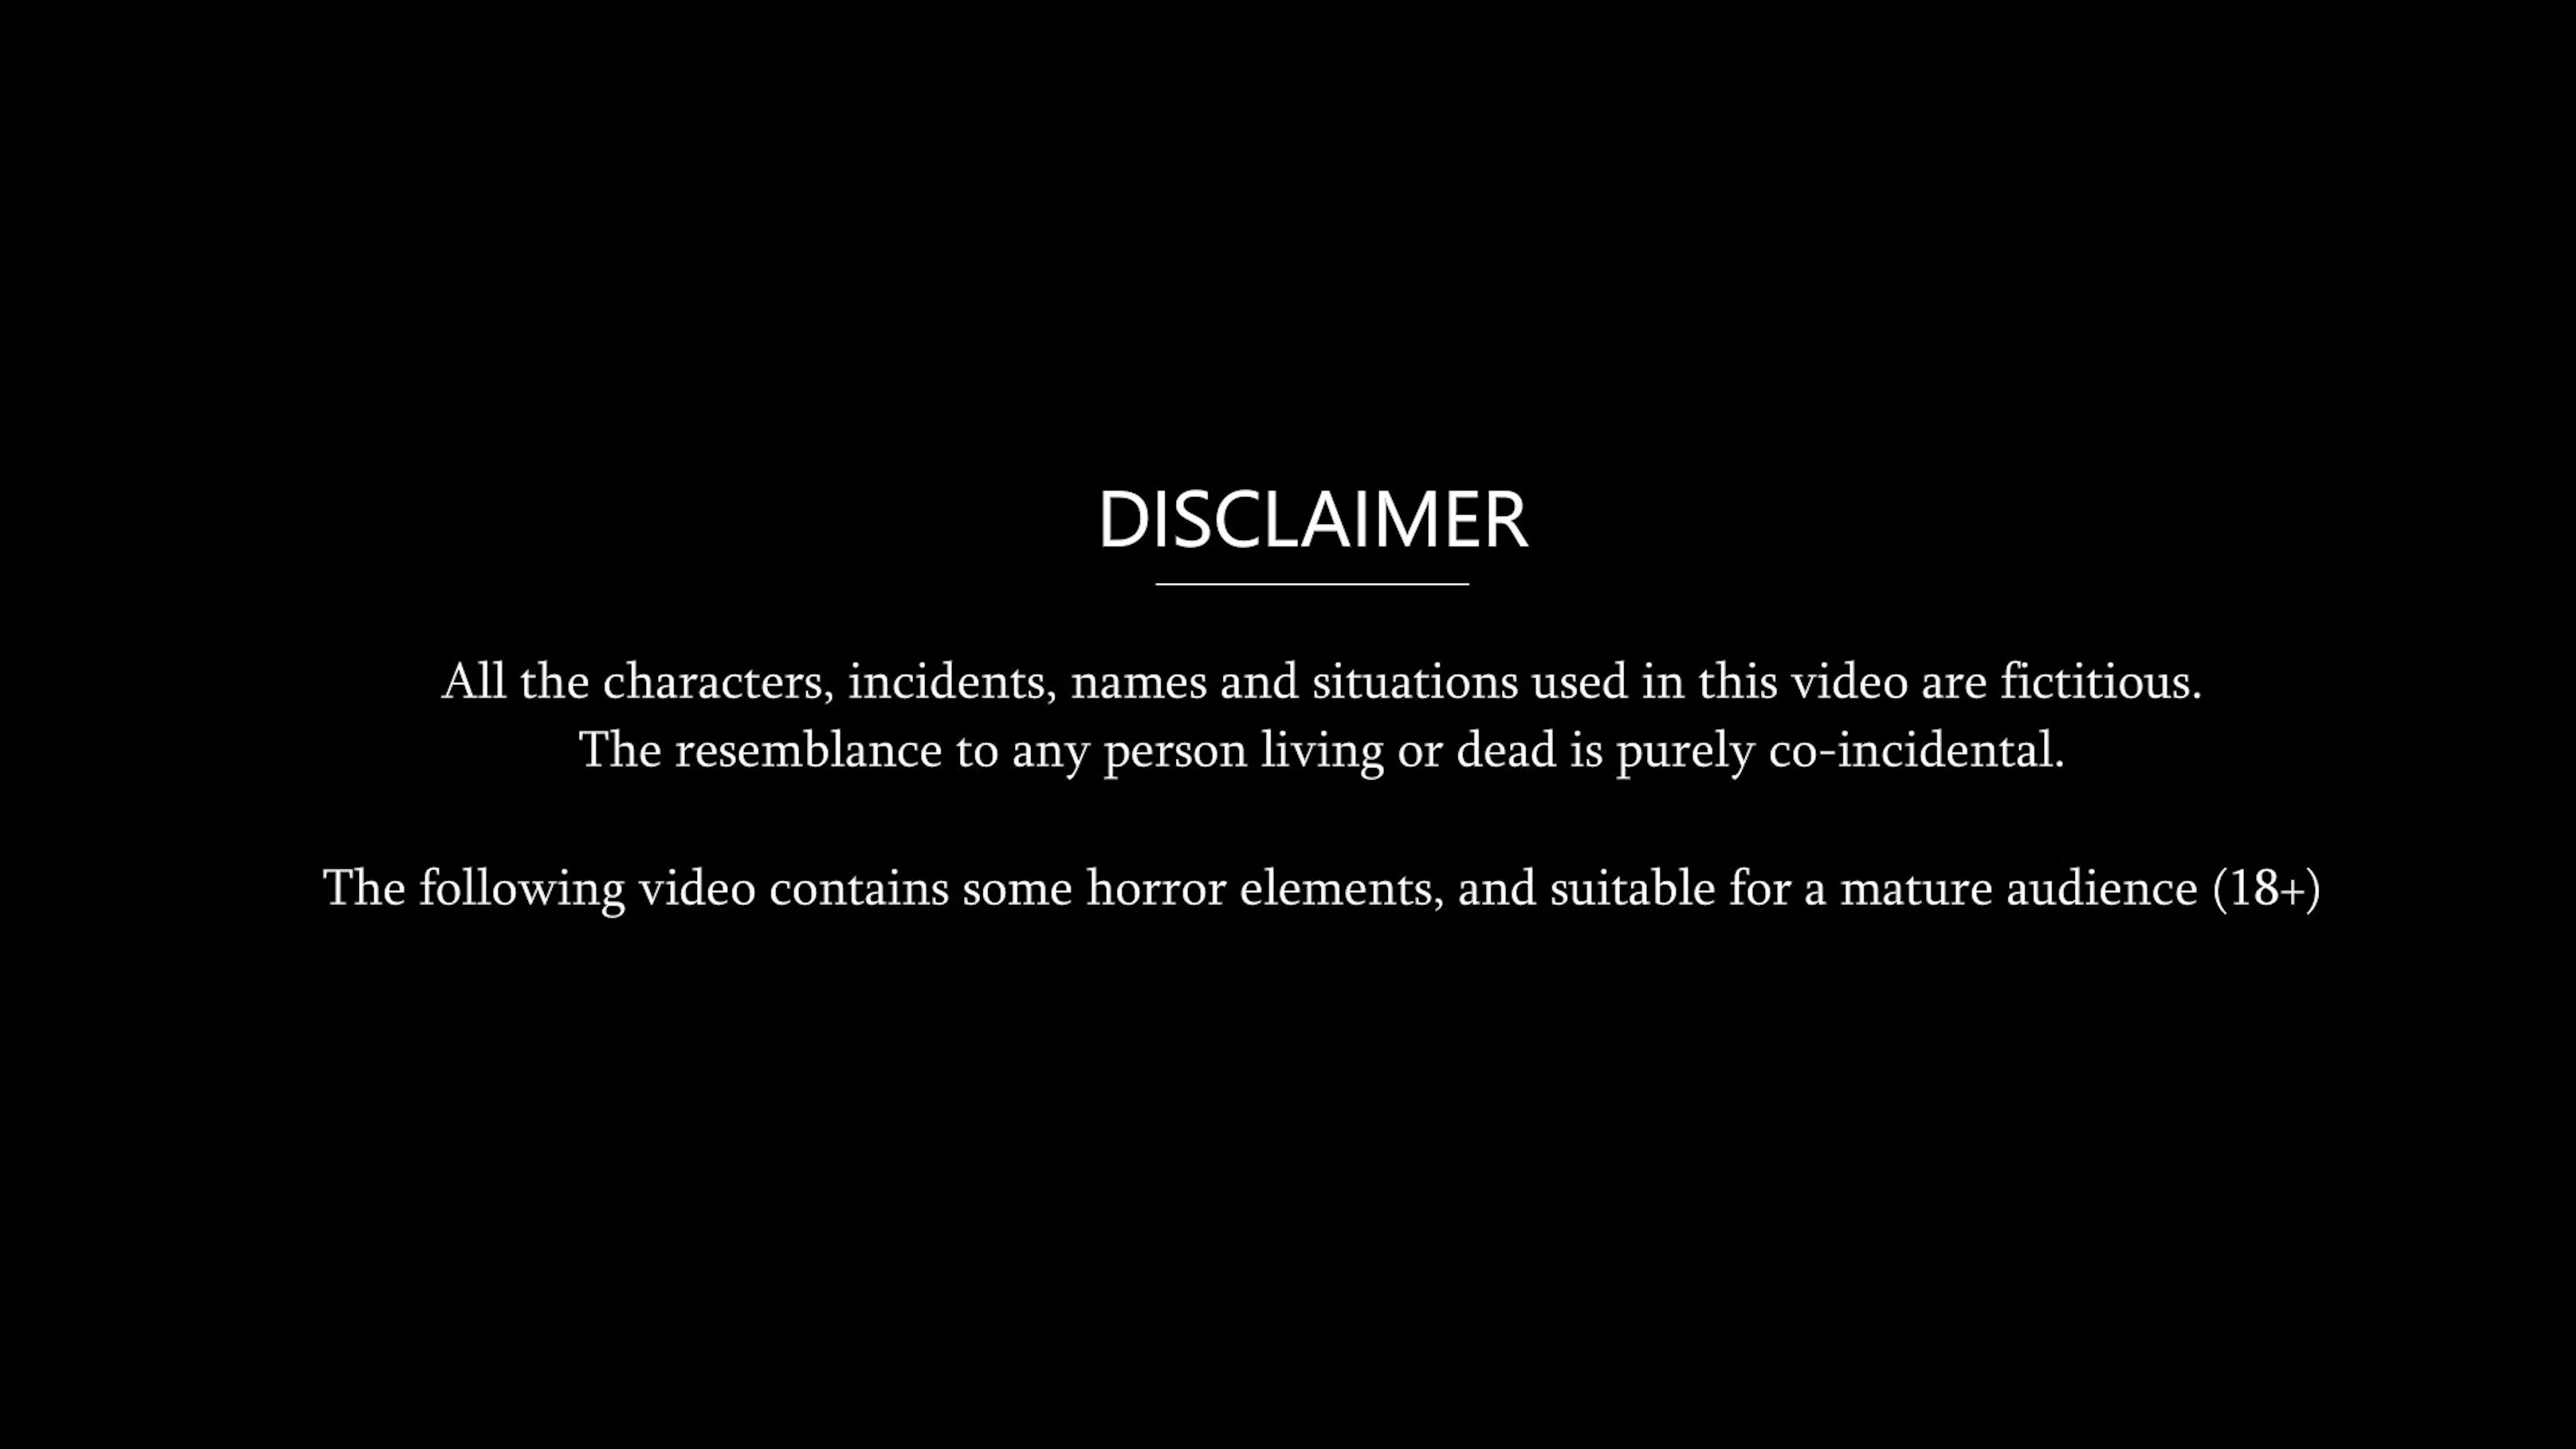 DISCLAIMER
All the characters, incidents, names and situations used in this video are fictitious.
The resemblance to any person living or dead is purely co-incidental.
The following video contains some horror elements, and suitable for a mature audience (18+)